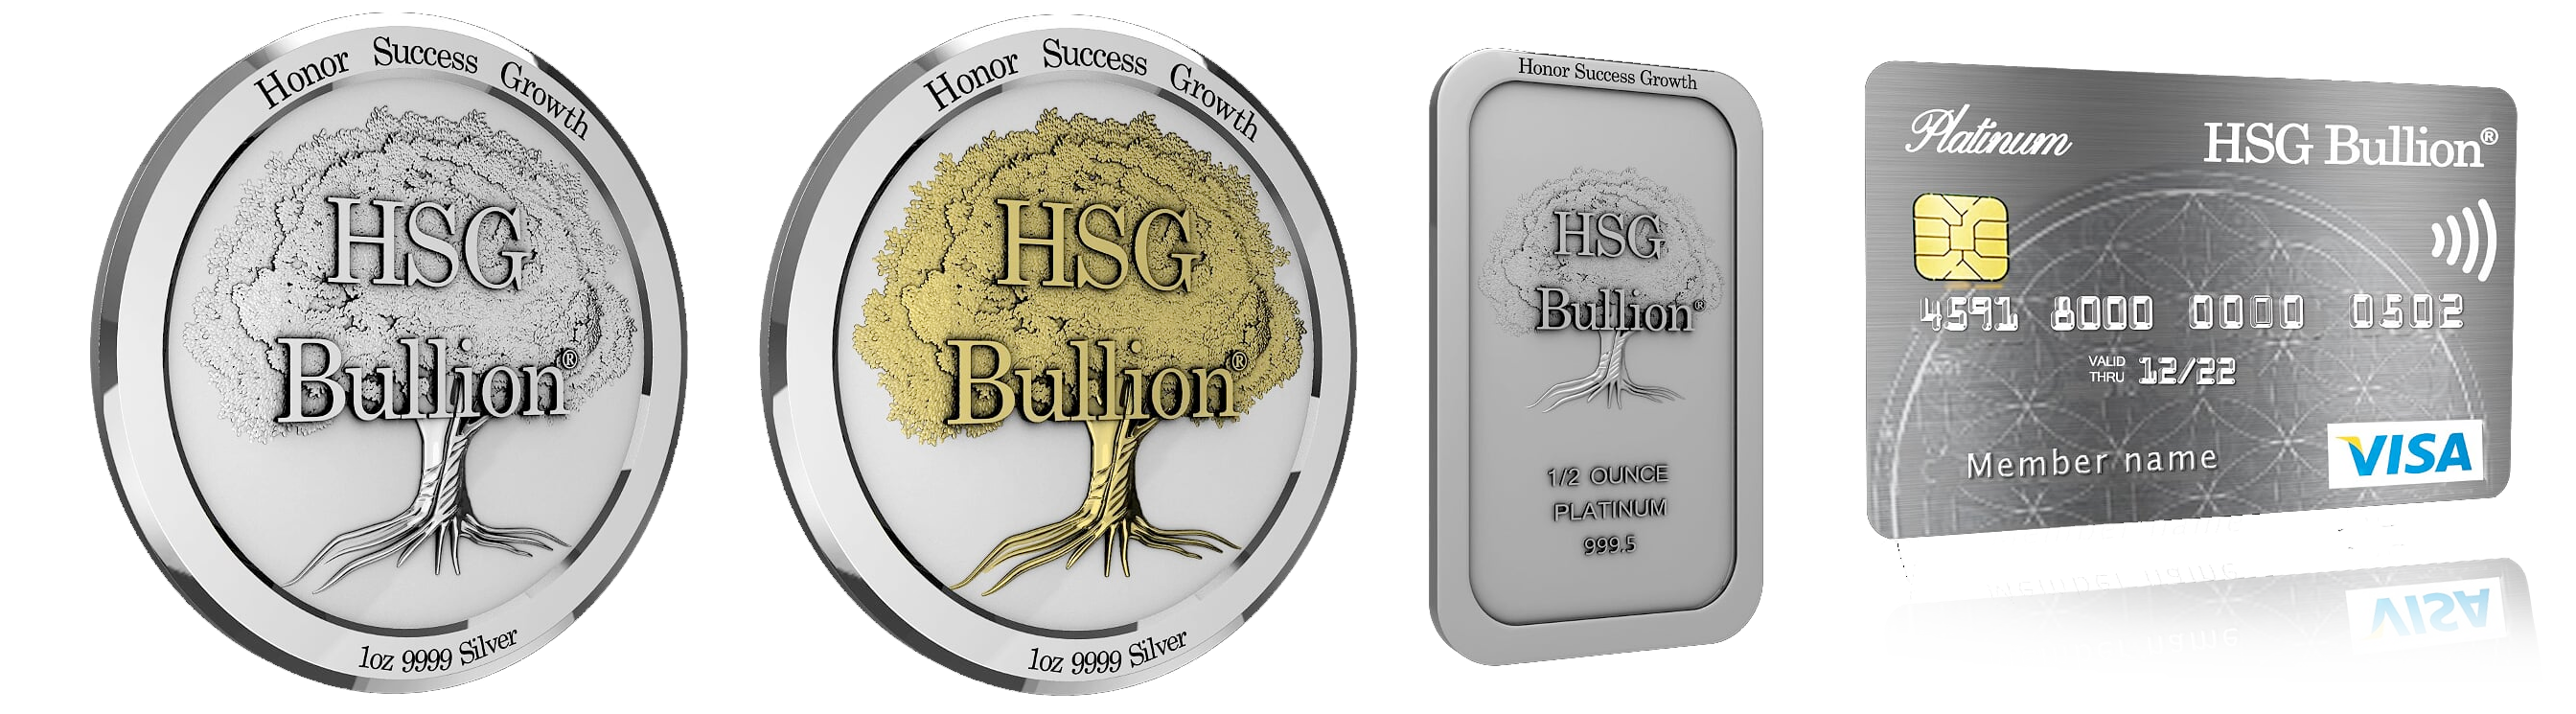 Honor Success Growth
HSG
Bullion®
1oz 9999 Silver
Honor Success Growth
HSG
Bullion®
1oz 9999 Silver
Honor Success Growth
HSG
Bullion®
1/2 OUNCE
PLATINUM
999.5
Platinum
HSG Bullion®
4591 8000 0000 0502
VALID
THRU 12/22
Member name
VISA